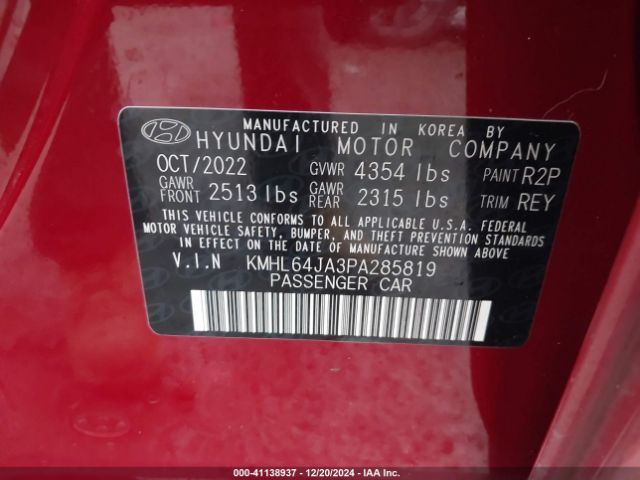 MANUFACTURED IN KOREA BY
HYUNDAI MOTOR COMPANY
OCT/2022 GVWR 4354 lbs PAINT R2P
GAWR FRONT 2513 lbs GAWR REAR 2315 lbs TRIM REY
THIS VEHICLE CONFORMS TO ALL APPLICABLE U.S.A. FEDERAL
MOTOR VEHICLE SAFETY, BUMPER, AND THEFT PREVENTION STANDARDS
IN EFFECT ON THE DATE OF MANUFACTURE SHOWN ABOVE
V.I.N KMHL64JA3PA285819
PASSENGER CAR
000-41138937 - 12/20/2024 - IAAI.com